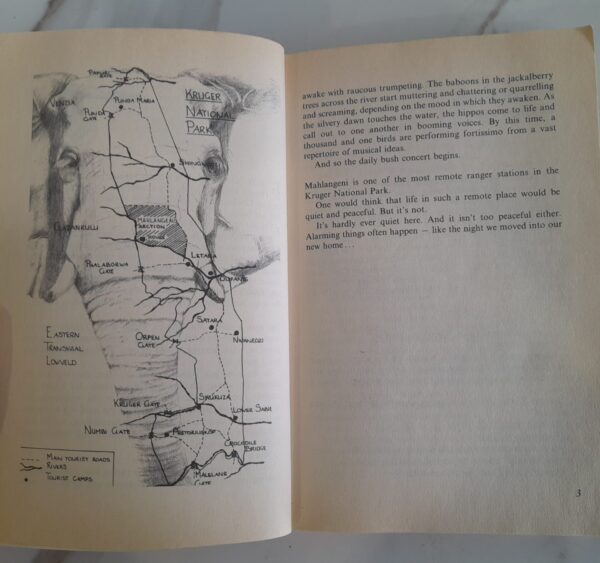 PAFURI
GATE
VENDA
PUNDA MARIA
PUNDA
GATE
KRUGER
NATIONAL
PARK
SHINGWEDZI
GAZANKULU
MAHLANGENI
SECTION
HOUSE
LETABA
PHALABORWA
GATE
OLIFANTS
SATARA
ORPEN
GATE
NWANEDZI
EASTERN
TRANSVAAL
LOWVELD
SKUKUZA
KRUGER GATE
LOWER SABIE
NUMBI GATE
PRETORIUSKOP
CROCODILE
BRIDGE
MALELANE
GATE
MAIN TOURIST ROADS
RIVERS
TOURIST CAMPS
awake with raucous trumpeting. The baboons in the jackalberry
trees across the river start muttering and chattering or quarrelling
and screaming, depending on the mood in which they awaken. As
the silvery dawn touches the water, the hippos come to life and
call out to one another in booming voices. By this time, a
thousand and one birds are performing fortissimo from a vast
repertoire of musical ideas.
And so the daily bush concert begins.
Mahlangeni is one of the most remote ranger stations in the
Kruger National Park.
One would think that life in such a remote place would be
quiet and peaceful. But it's not.
It's hardly ever quiet here. And it isn't too peaceful either.
Alarming things often happen – like the night we moved into our
new home . . .
3